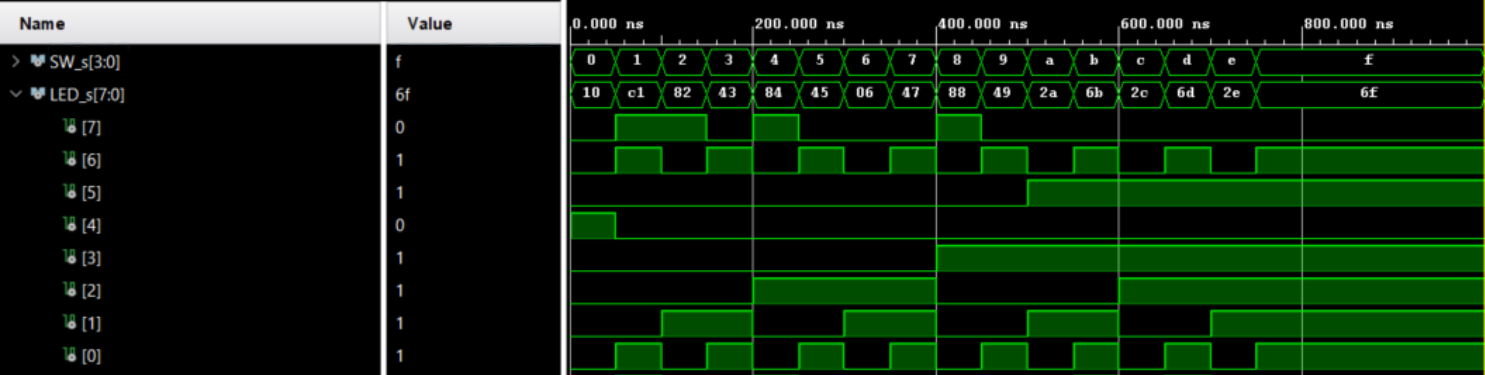 Name Value 0.000 ns 200.000 ns 400.000 ns 600.000 ns 800.000 ns
SW_s[3:0] f 0 1 2 3 4 5 6 7 8 9 a b c d e f
LED_s[7:0] 6f 10 c1 82 43 84 45 06 47 88 49 2a 6b 2c 6d 2e 6f
[7] 0
[6] 1
[5] 1
[4] 0
[3] 1
[2] 1
[1] 1
[0] 1